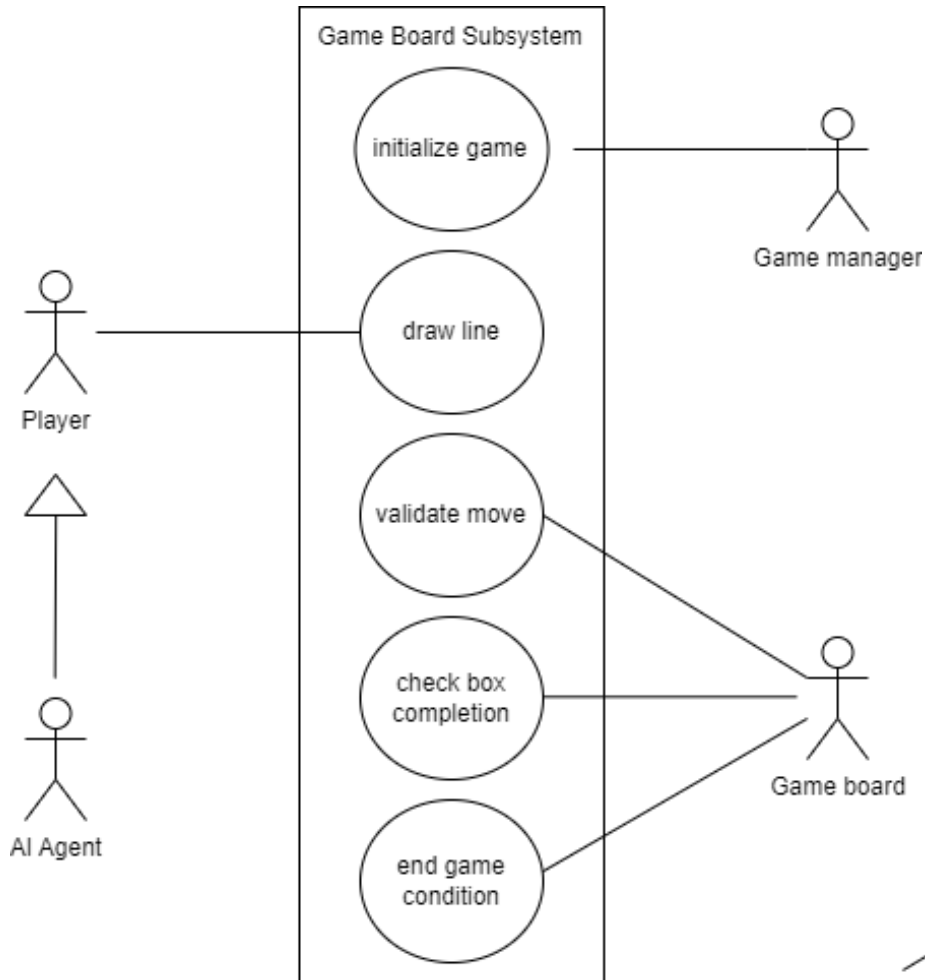 Game Board Subsystem
initialize game
Game manager
draw line
Player
validate move
check box
completion
Game board
AI Agent
end game
condition